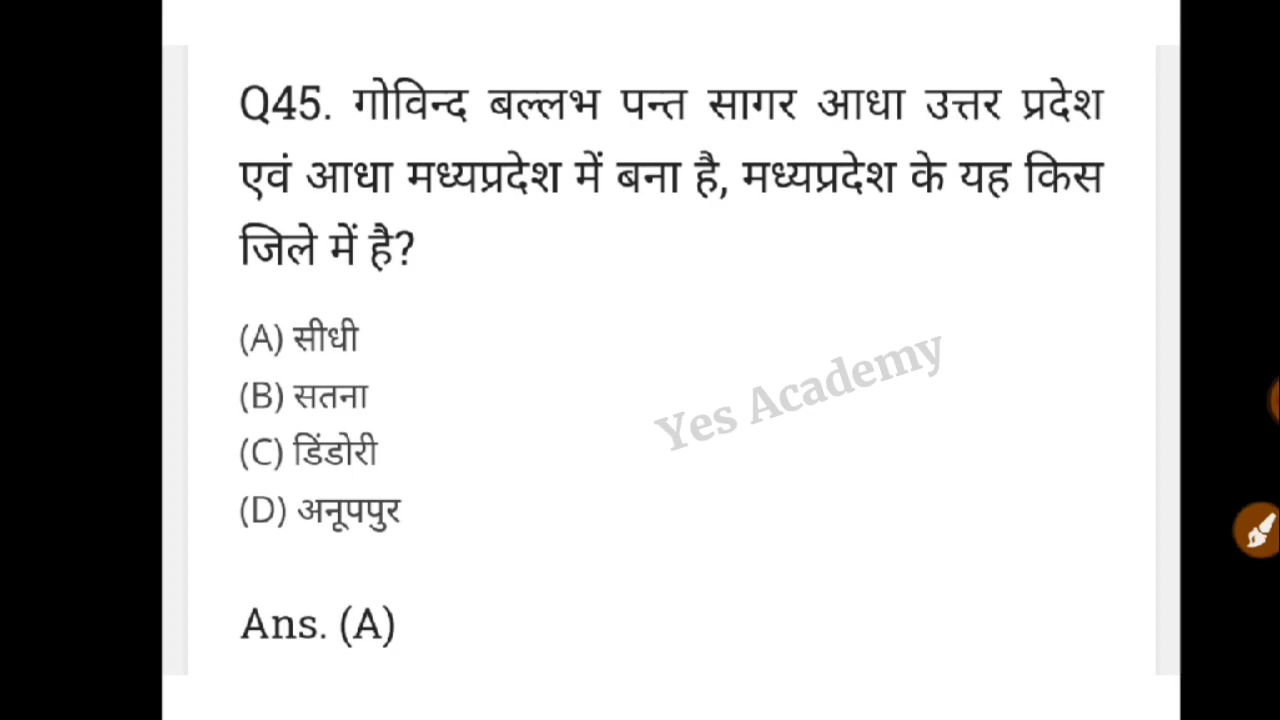 Q45. गोविन्द बल्लभ पन्त सागर आधा उत्तर प्रदेश
एवं आधा मध्यप्रदेश में बना है, मध्यप्रदेश के यह किस
जिले में है?
(A) सीधी
(B) सतना
(C) डिंडोरी
(D) अनूपपुर
Yes Academy
Ans. (A)